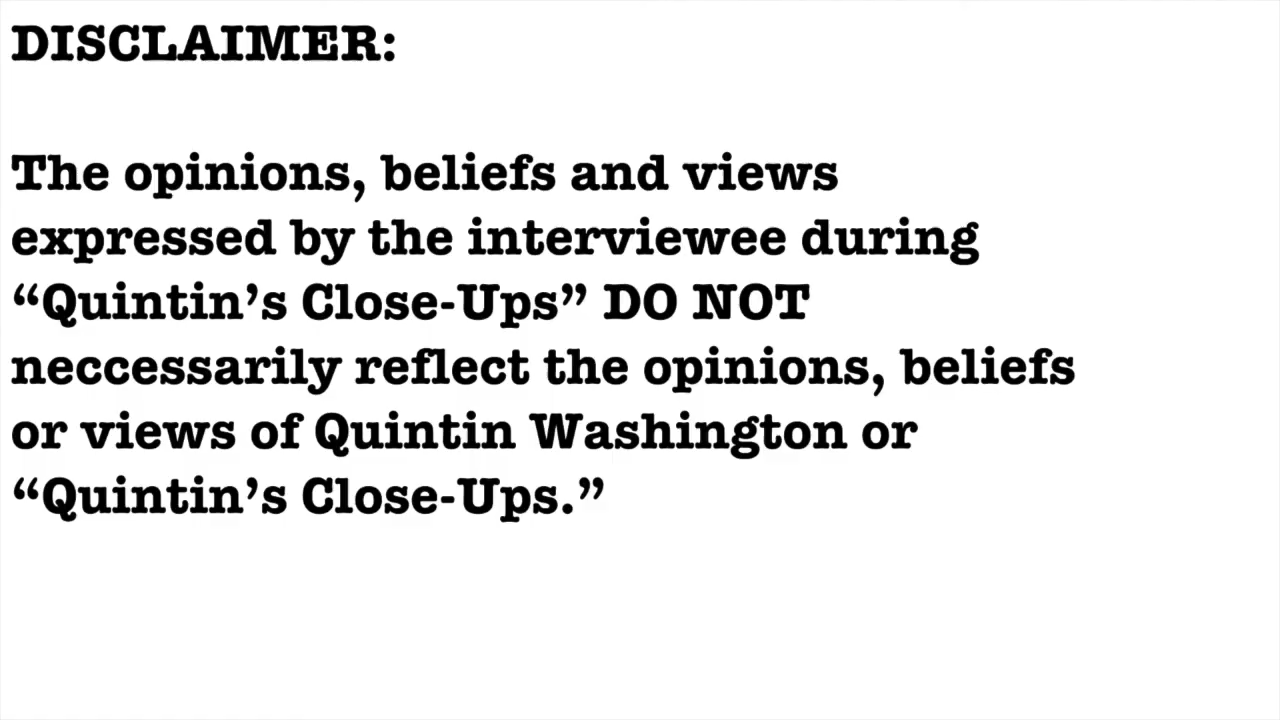 DISCLAIMER:
The opinions, beliefs and views
expressed by the interviewee during
“Quintin’s Close-Ups” DO NOT
neccessarily reflect the opinions, beliefs
or views of Quintin Washington or
“Quintin’s Close-Ups.”